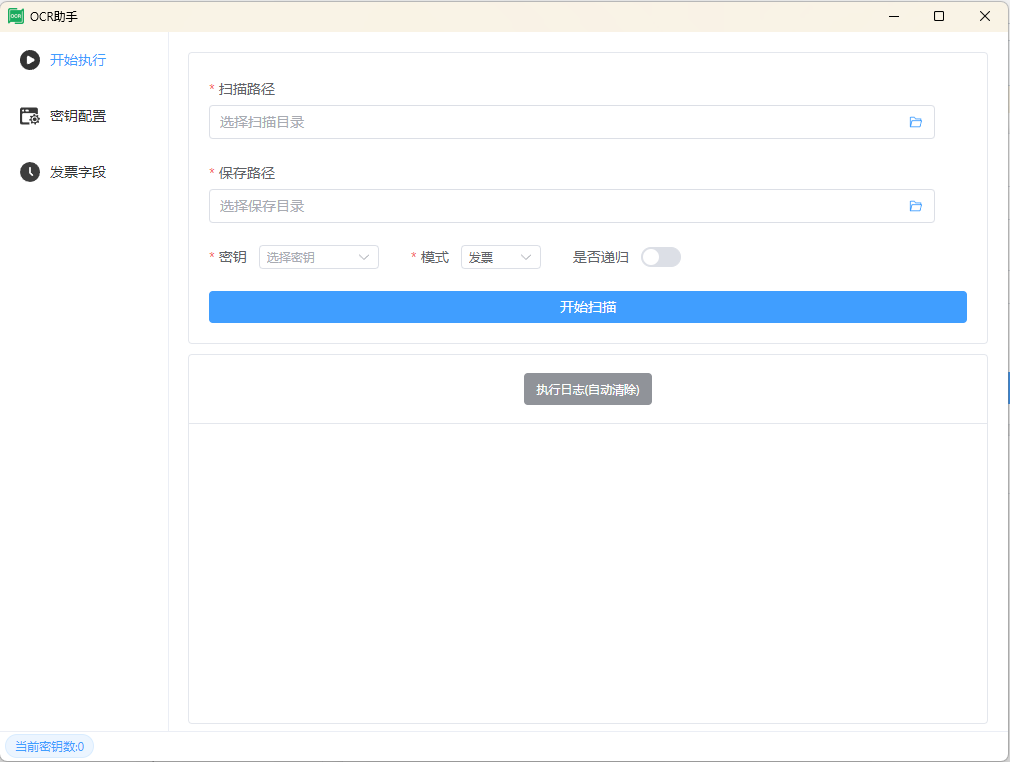 OCR助手
开始执行
密钥配置
发票字段
* 扫描路径
选择扫描目录
* 保存路径
选择保存目录
* 密钥 选择密钥 * 模式 发票 是否递归
开始扫描
执行日志(自动清除)
当前密钥数:0